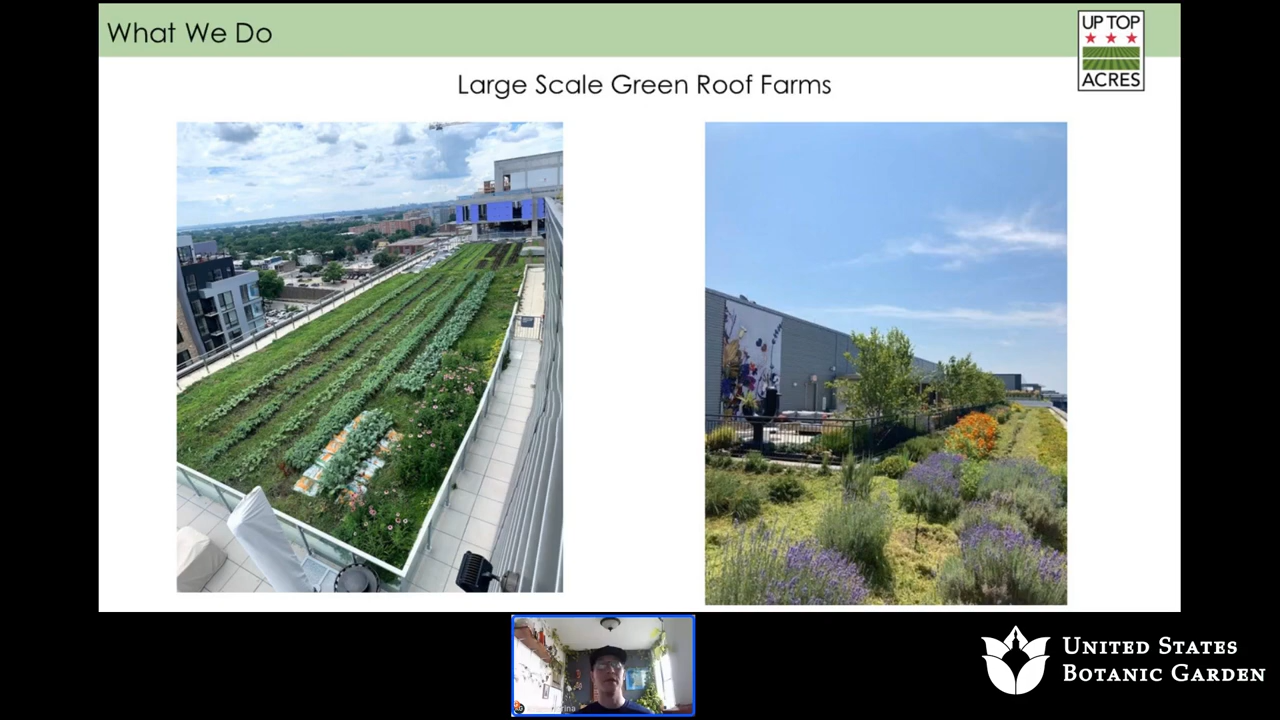 What We Do
UP TOP
ACRES
Large Scale Green Roof Farms
UNITED STATES
BOTANIC GARDEN